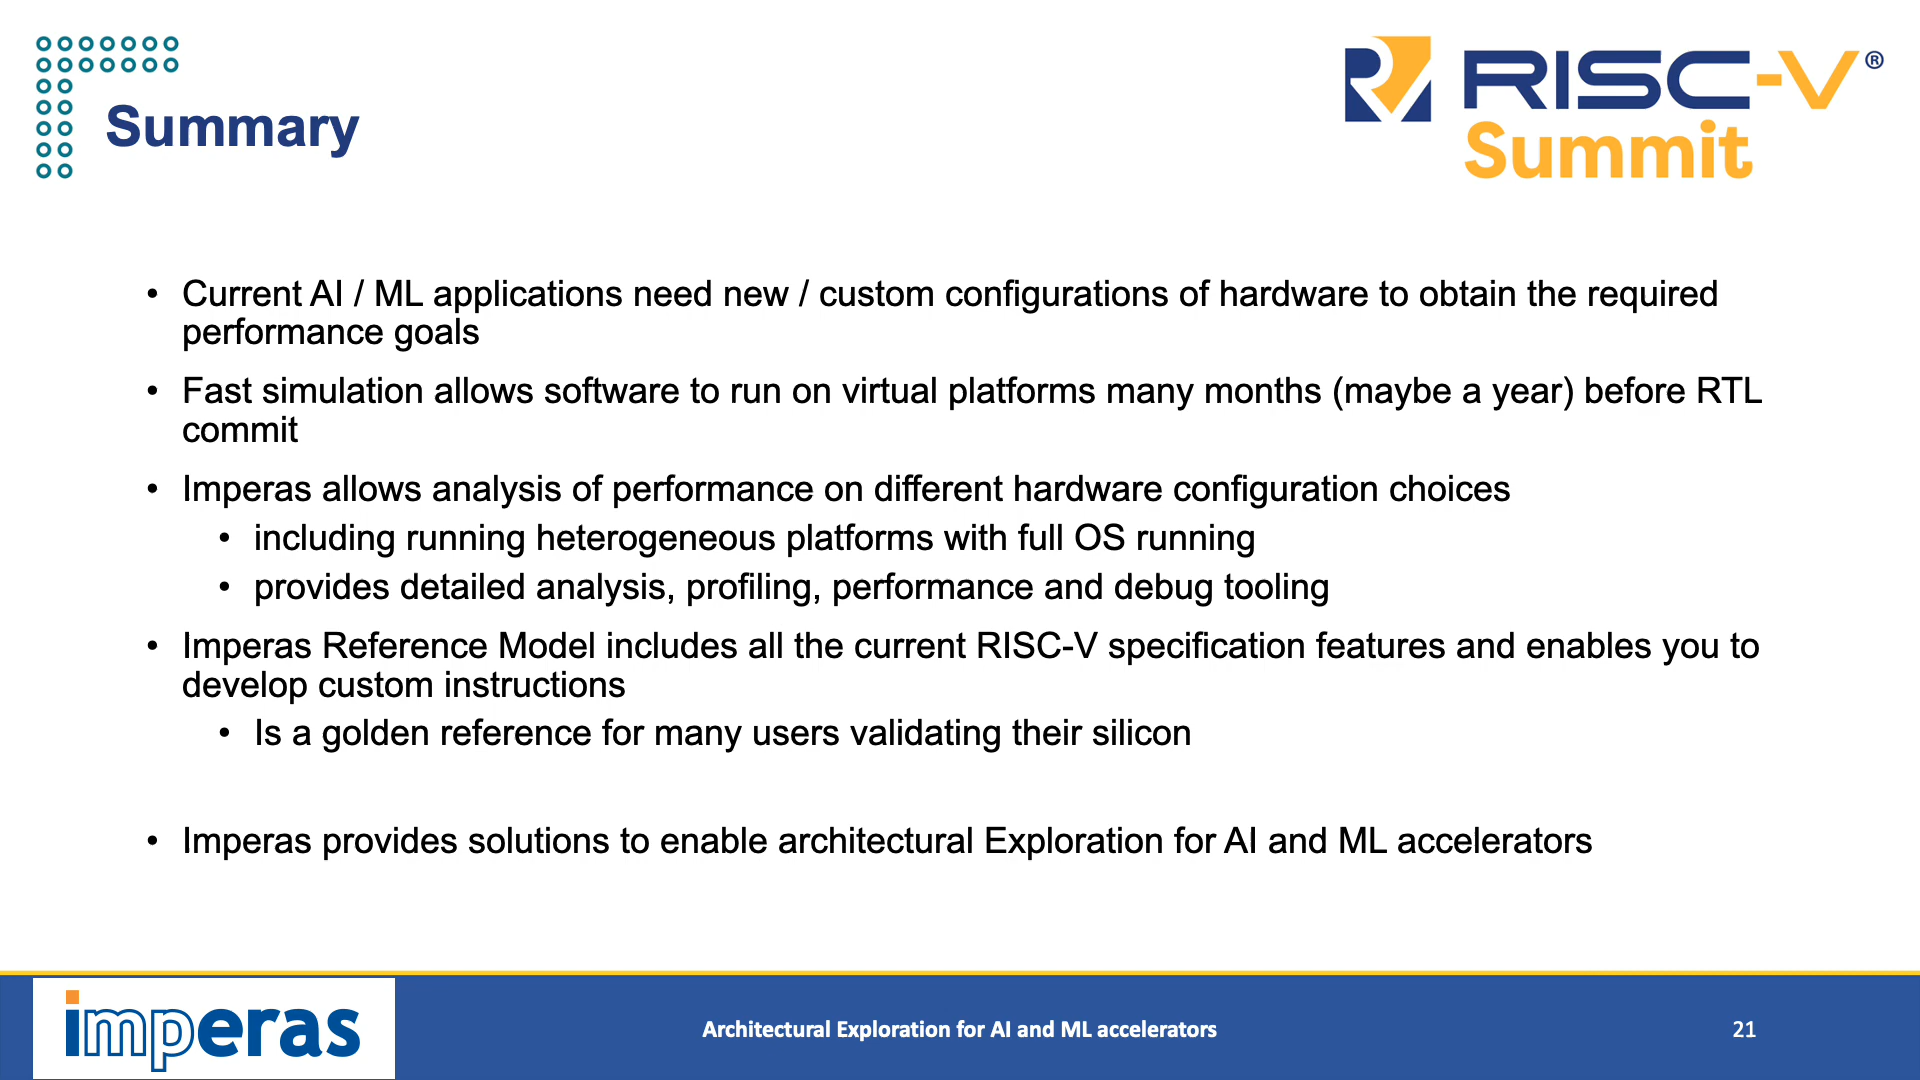 RISC-V®
Summit
Summary
• Current AI / ML applications need new / custom configurations of hardware to obtain the required
performance goals
• Fast simulation allows software to run on virtual platforms many months (maybe a year) before RTL
commit
• Imperas allows analysis of performance on different hardware configuration choices
• including running heterogeneous platforms with full OS running
• provides detailed analysis, profiling, performance and debug tooling
• Imperas Reference Model includes all the current RISC-V specification features and enables you to
develop custom instructions
• Is a golden reference for many users validating their silicon
• Imperas provides solutions to enable architectural Exploration for AI and ML accelerators
imperas
Architectural Exploration for AI and ML accelerators
21